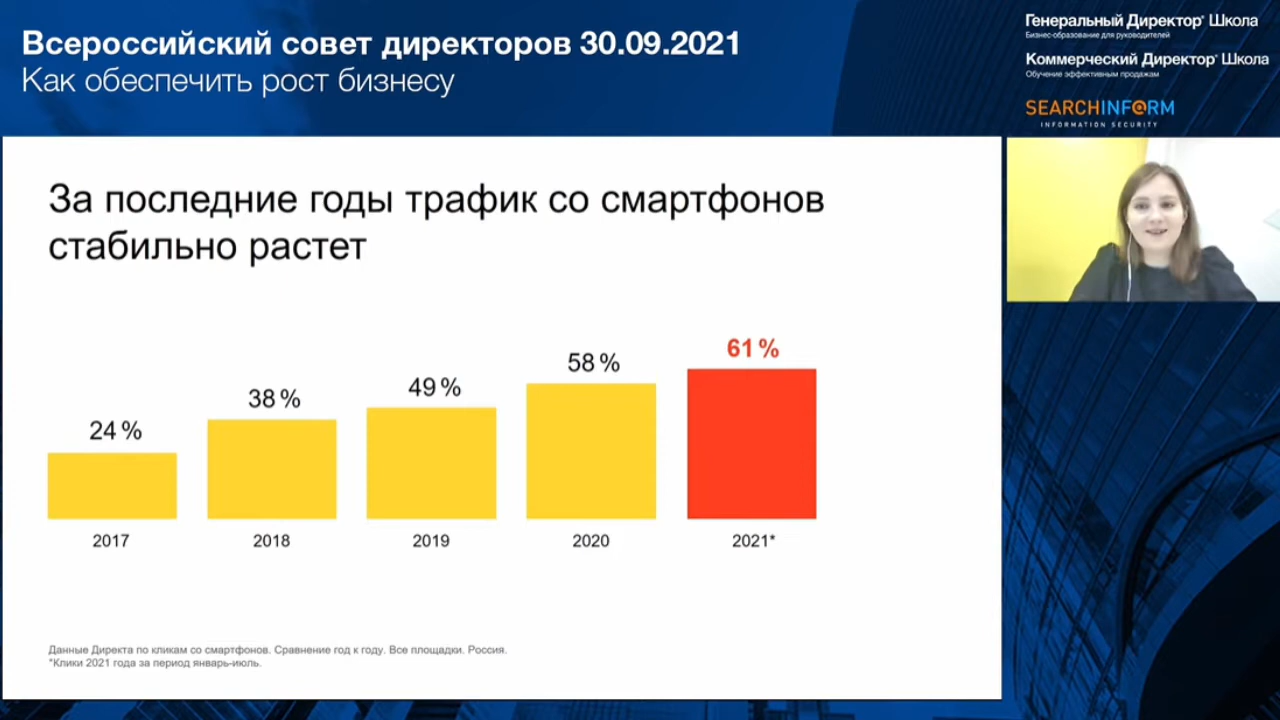 Всероссийский совет директоров 30.09.2021
Как обеспечить рост бизнесу
Генеральный Директор® Школа
Бизнес-образование для руководителей
Коммерческий Директор® Школа
Обучение эффективным продажам
SEARCHINF@RM
INFORMATION SECURITY
За последние годы трафик со смартфонов
стабильно растет
24 %
38 %
49 %
58 %
61 %
2017
2018
2019
2020
2021*
Данные Директа по кликам со смартфонов. Сравнение год к году. Все площадки. Россия.
*Клики 2021 года за период январь-июль.